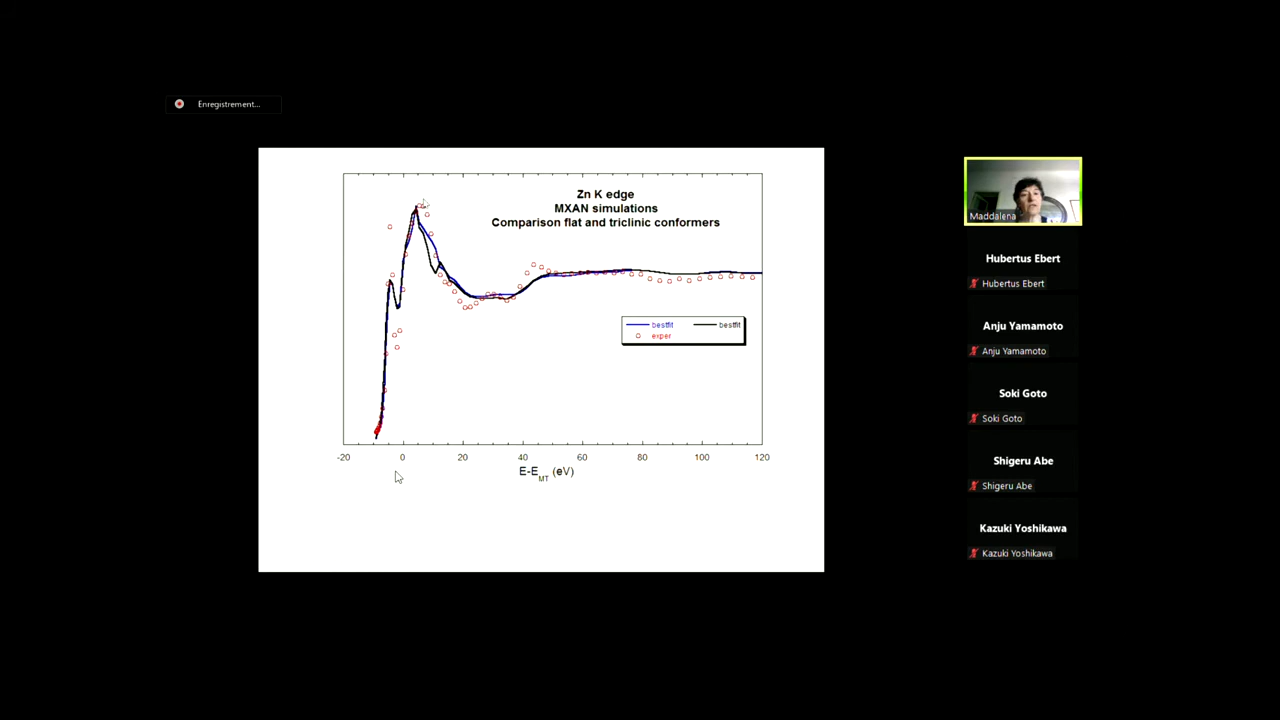 Enregistrement...
Zn K edge
MXAN simulations
Comparison flat and triclinic conformers
bestfit bestfit
exper
-20 0 20 40 60 80 100 120
E-E_MT (eV)
Maddalena
Hubertus Ebert
Hubertus Ebert
Anju Yamamoto
Anju Yamamoto
Soki Goto
Soki Goto
Shigeru Abe
Shigeru Abe
Kazuki Yoshikawa
Kazuki Yoshikawa